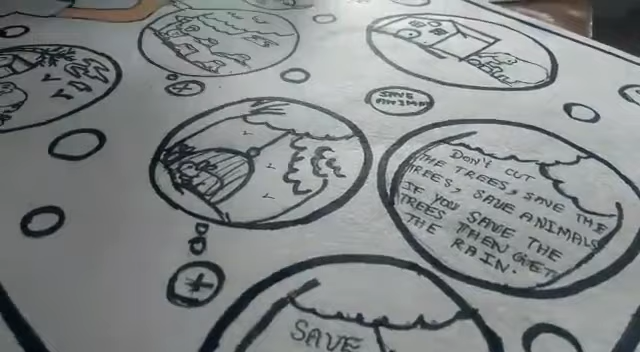 SAVE
ANIMA
DON'T CUT
THE TREES, SAVE THE
TREES, SAVE ANIMALS
IF YOU SAVE THE
TREES THEN GET
THE RAIN.
SAVE